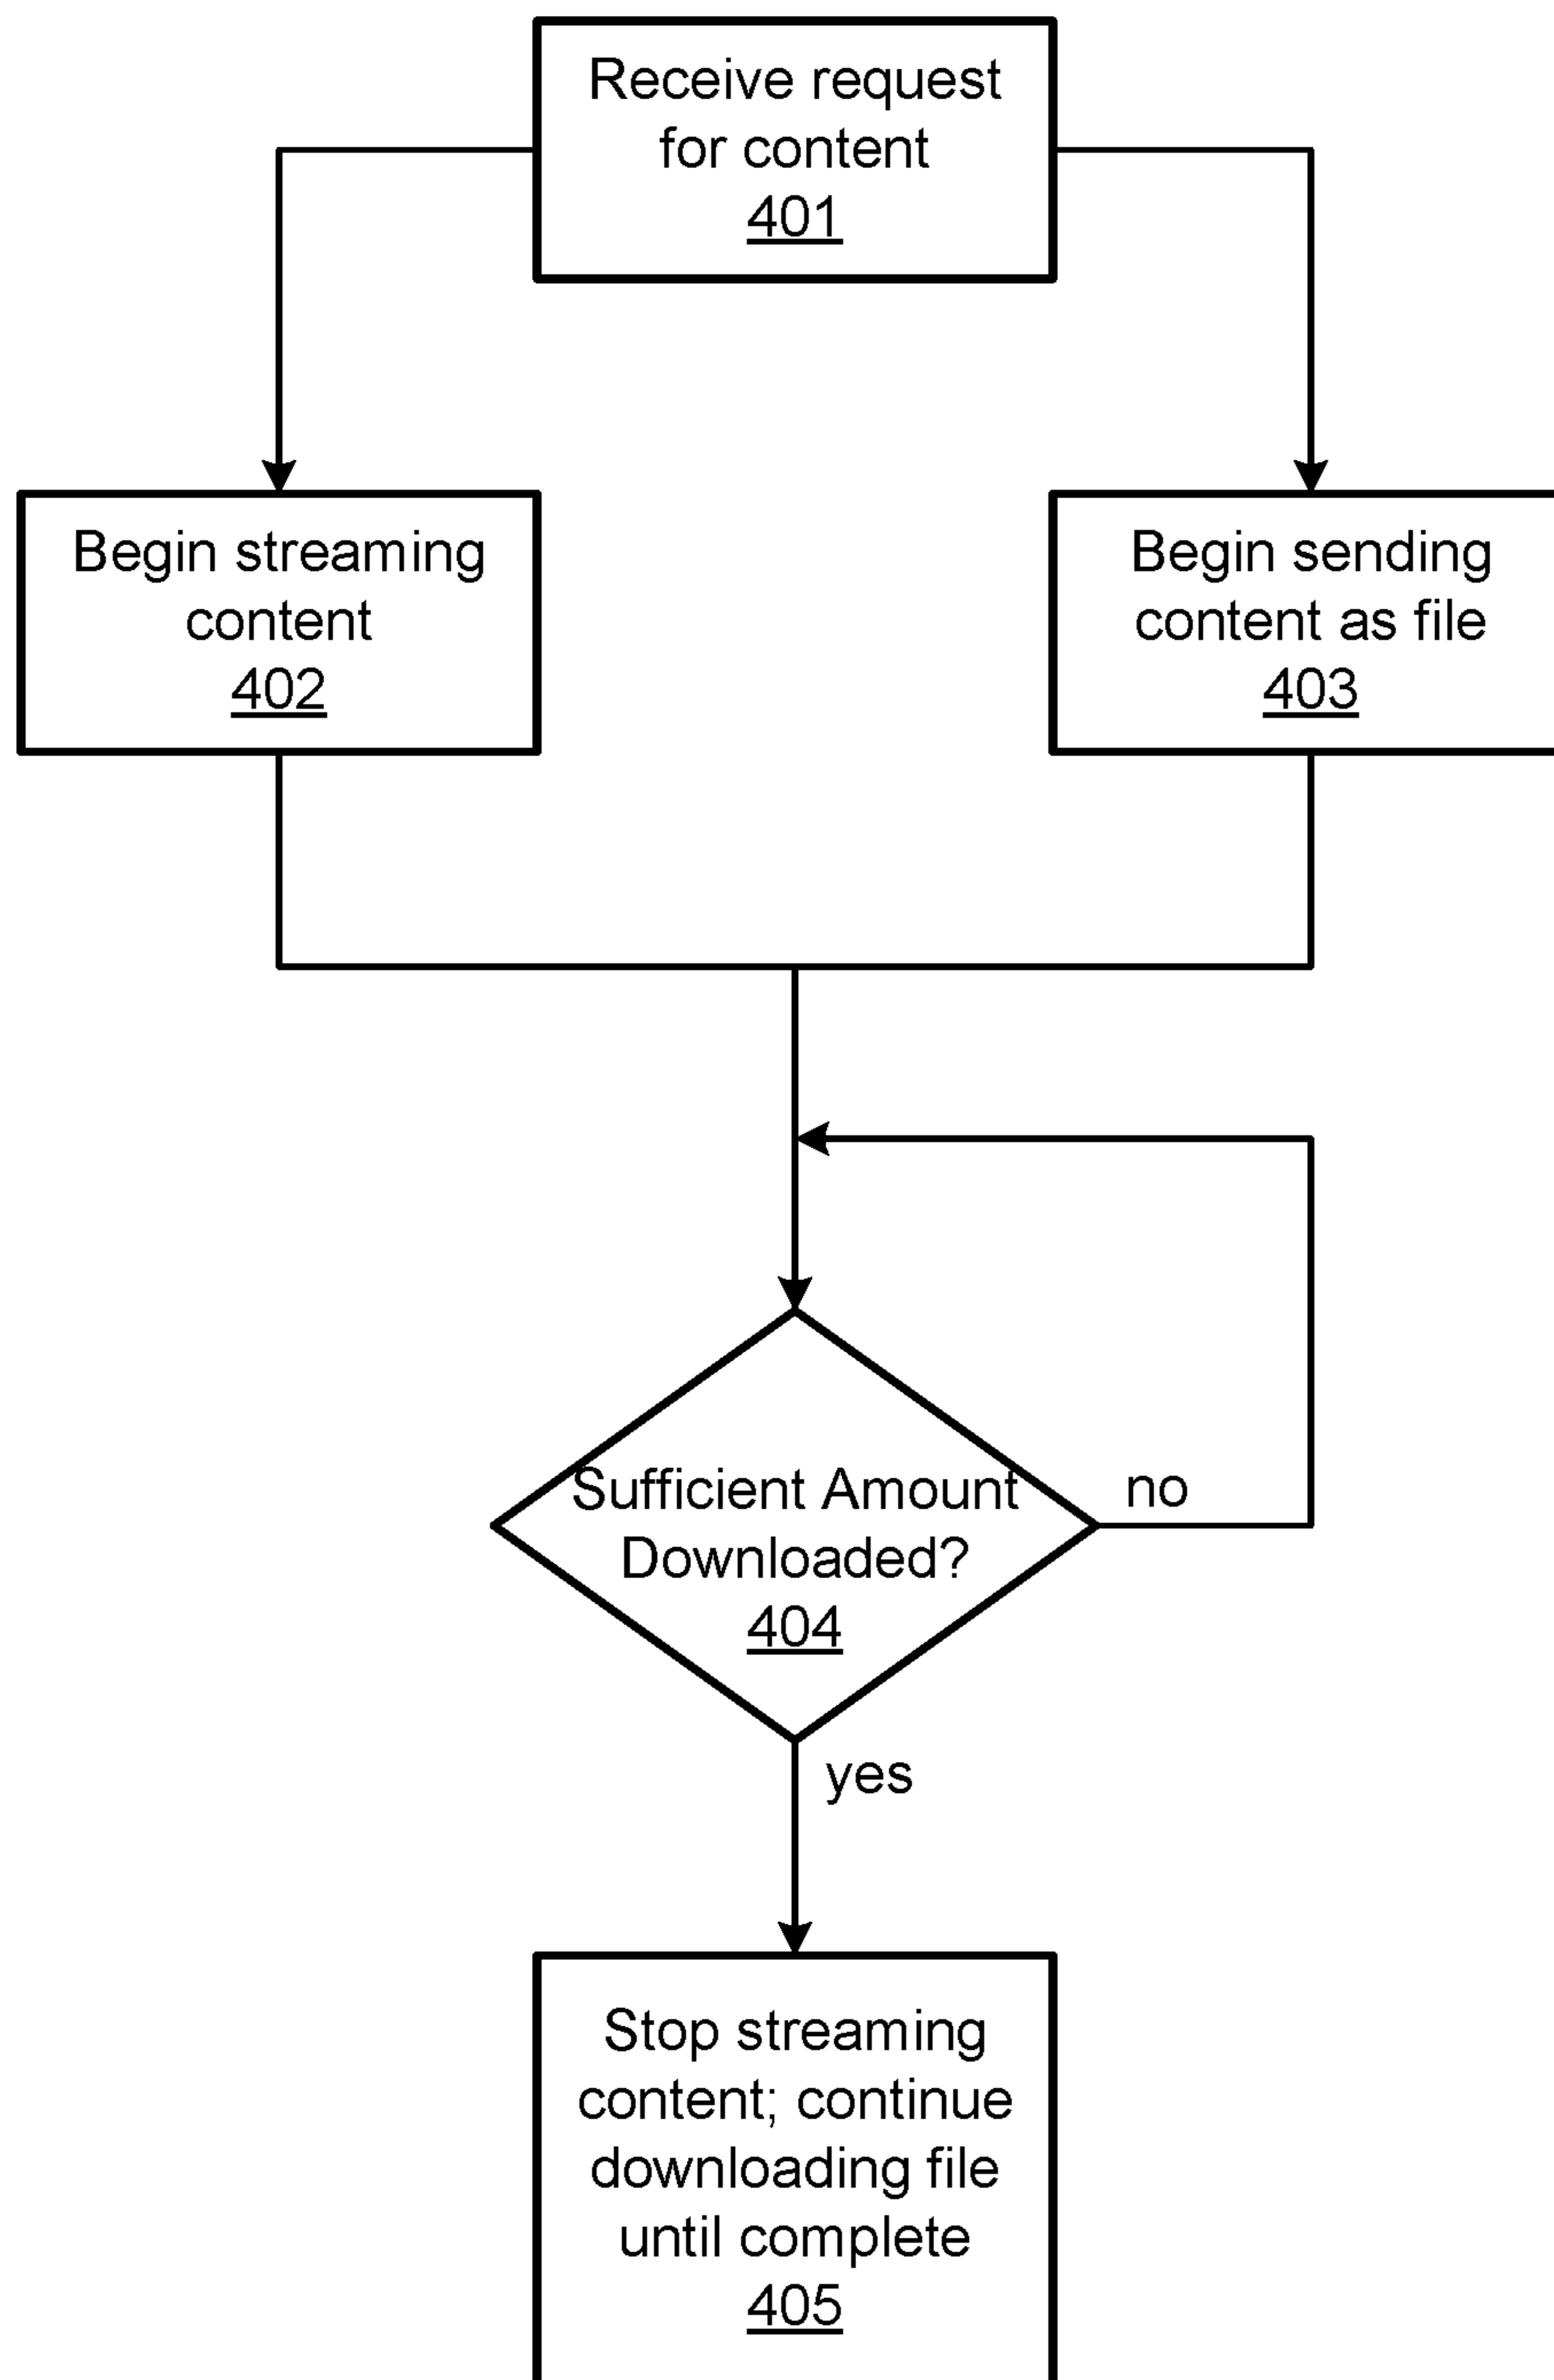 Receive request
for content
401
Begin streaming
content
402
Begin sending
content as file
403
Sufficient Amount
Downloaded?
404
no
yes
Stop streaming
content; continue
downloading file
until complete
405